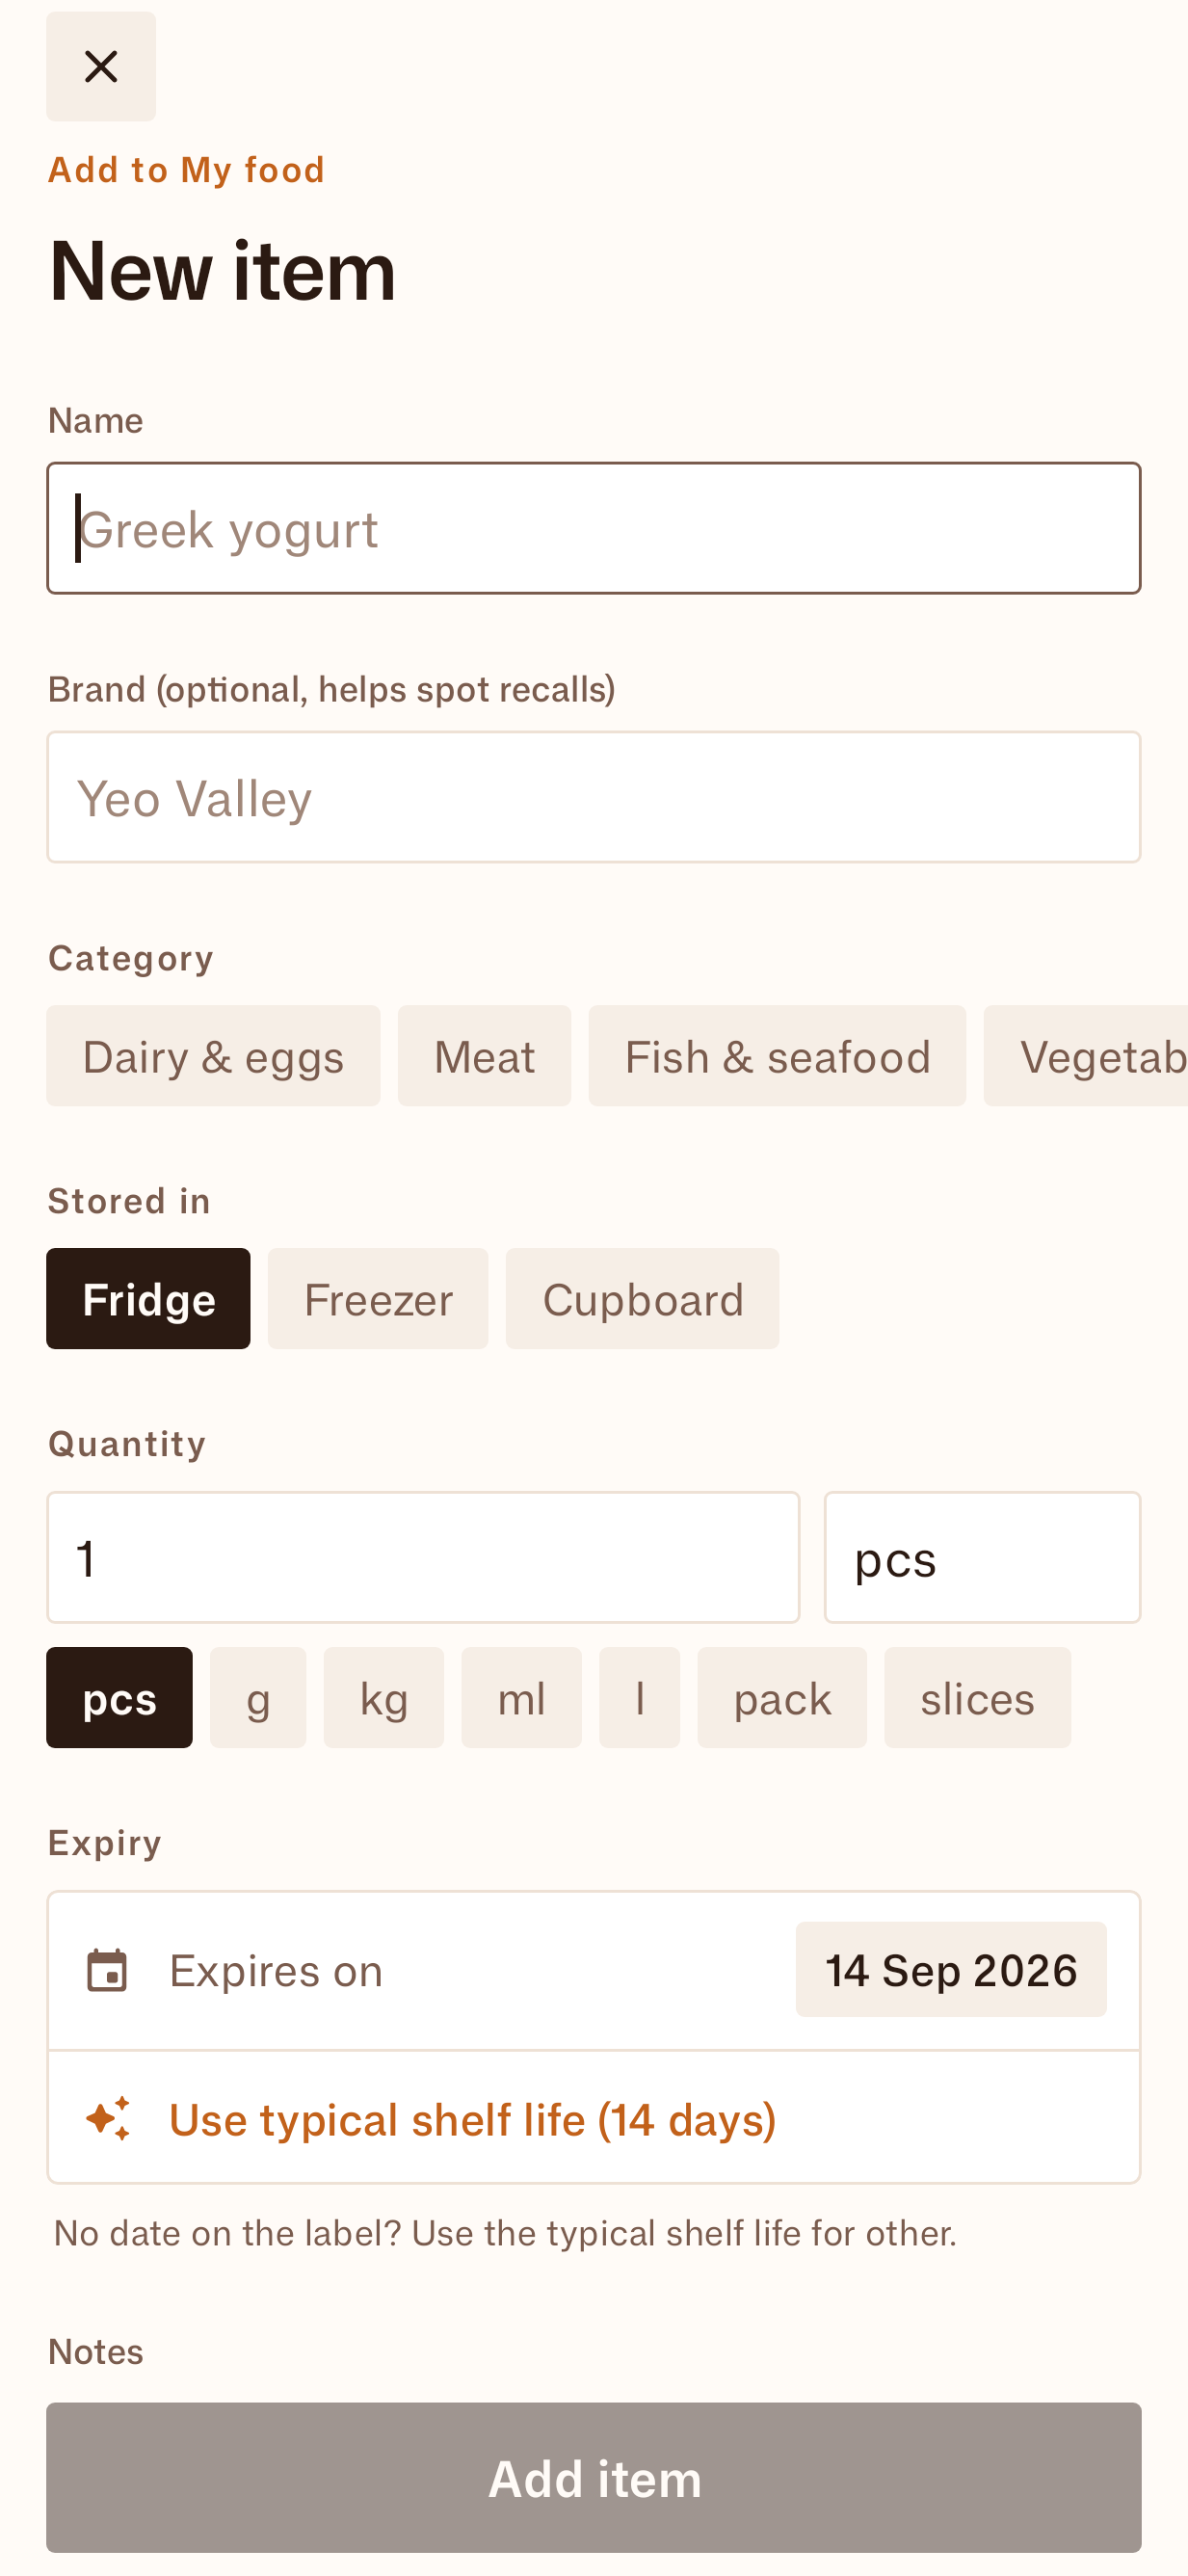 Add to My food
New item
Name
Greek yogurt
Brand (optional, helps spot recalls)
Yeo Valley
Category
Dairy & eggs Meat Fish & seafood Vegetab
Stored in
Fridge Freezer Cupboard
Quantity
1 pcs
pcs g kg ml l pack slices
Expiry
Expires on 14 Sep 2026
Use typical shelf life (14 days)
No date on the label? Use the typical shelf life for other.
Notes
Add item